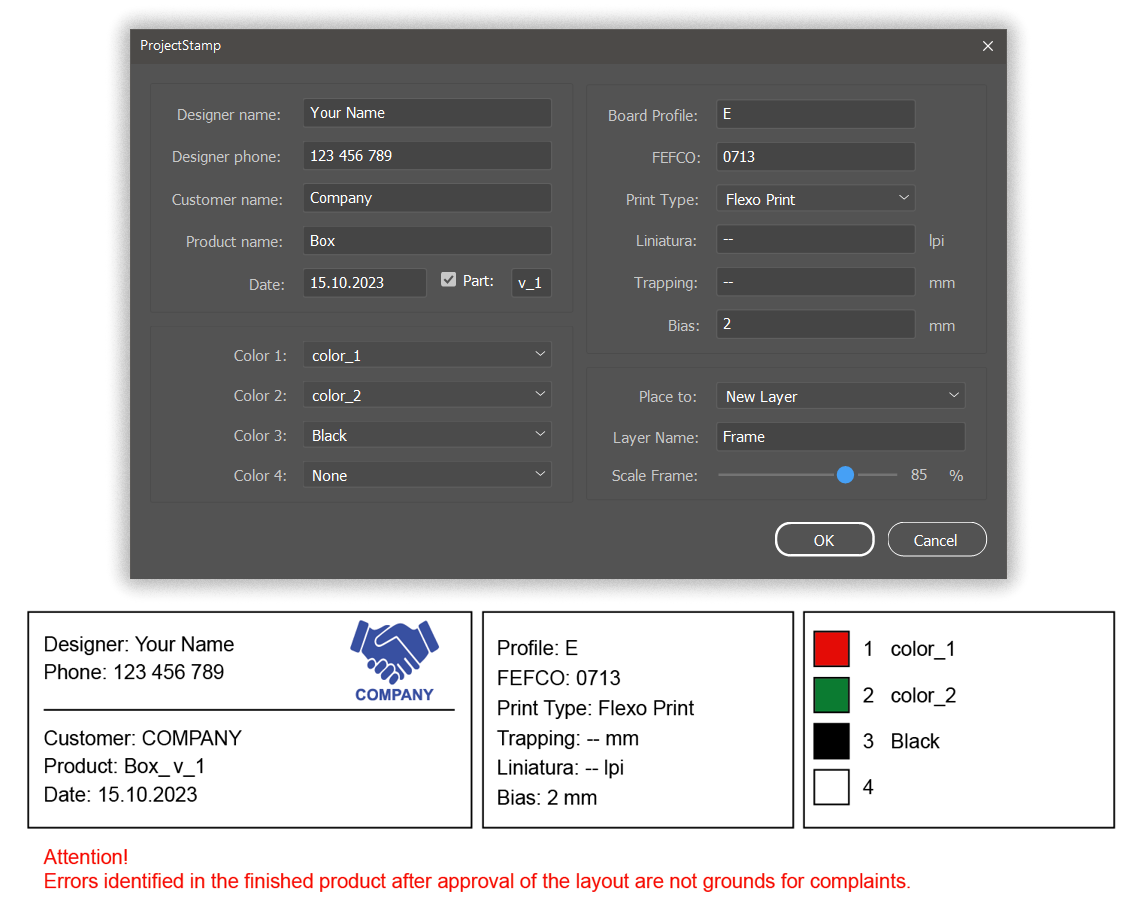 ProjectStamp
Designer name: Your Name
Designer phone: 123 456 789
Customer name: Company
Product name: Box
Date: 15.10.2023 Part: v_1
Color 1: color_1
Color 2: color_2
Color 3: Black
Color 4: None
Board Profile: E
FEFCO: 0713
Print Type: Flexo Print
Liniatura: -- lpi
Trapping: -- mm
Bias: 2 mm
Place to: New Layer
Layer Name: Frame
Scale Frame: 85 %
OK Cancel
Designer: Your Name
Phone: 123 456 789
COMPANY
Customer: COMPANY
Product: Box_v_1
Date: 15.10.2023
Profile: E
FEFCO: 0713
Print Type: Flexo Print
Trapping: -- mm
Liniatura: -- lpi
Bias: 2 mm
1 color_1
2 color_2
3 Black
4
Attention!
Errors identified in the finished product after approval of the layout are not grounds for complaints.